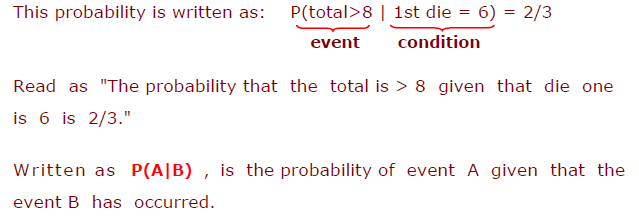 This probability is written as: P(total>8 | 1st die = 6) = 2/3
event condition
Read as "The probability that the total is > 8 given that die one
is 6 is 2/3."
Written as P(A|B) , is the probability of event A given that the
event B has occurred.